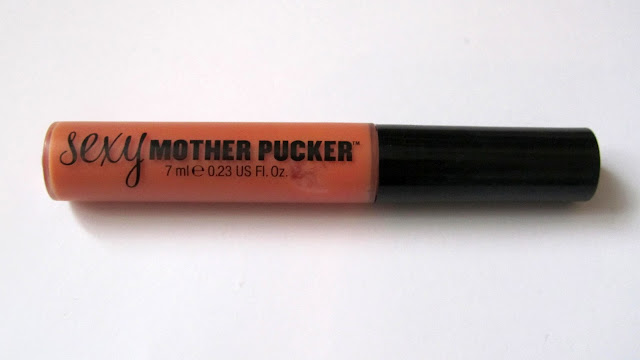 sexy MOTHER PUCKER™
7 ml e 0.23 US Fl. Oz.